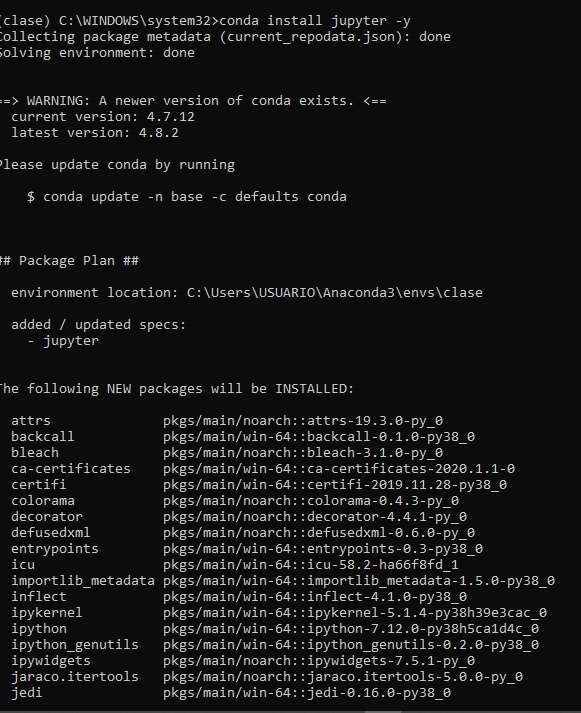 (clase) C:\WINDOWS\system32>conda install jupyter -y
Collecting package metadata (current_repodata.json): done
Solving environment: done
==> WARNING: A newer version of conda exists. <==
current version: 4.7.12
latest version: 4.8.2
Please update conda by running
$ conda update -n base -c defaults conda
## Package Plan ##
environment location: C:\Users\USUARIO\Anaconda3\envs\clase
added / updated specs:
- jupyter
The following NEW packages will be INSTALLED:
attrs pkgs/main/noarch::attrs-19.3.0-py_0
backcall pkgs/main/win-64::backcall-0.1.0-py38_0
bleach pkgs/main/noarch::bleach-3.1.0-py_0
ca-certificates pkgs/main/win-64::ca-certificates-2020.1.1-0
certifi pkgs/main/win-64::certifi-2019.11.28-py38_0
colorama pkgs/main/noarch::colorama-0.4.3-py_0
decorator pkgs/main/noarch::decorator-4.4.1-py_0
defusedxml pkgs/main/noarch::defusedxml-0.6.0-py_0
entrypoints pkgs/main/win-64::entrypoints-0.3-py38_0
icu pkgs/main/win-64::icu-58.2-ha66f8fd_1
importlib_metadata pkgs/main/win-64::importlib_metadata-1.5.0-py38_0
inflect pkgs/main/win-64::inflect-4.1.0-py38_0
ipykernel pkgs/main/win-64::ipykernel-5.1.4-py38h39e3cac_0
ipython pkgs/main/win-64::ipython-7.12.0-py38h5ca1d4c_0
ipython_genutils pkgs/main/win-64::ipython_genutils-0.2.0-py38_0
ipywidgets pkgs/main/noarch::ipywidgets-7.5.1-py_0
jaraco.itertools pkgs/main/noarch::jaraco.itertools-5.0.0-py_0
jedi pkgs/main/win-64::jedi-0.16.0-py38_0